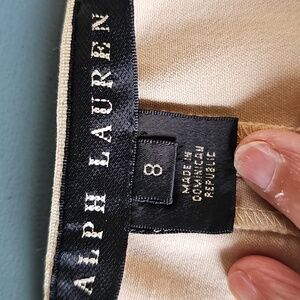 ALPH LAUREN
8
MADE IN
DOMINICAN
REPUBLIC